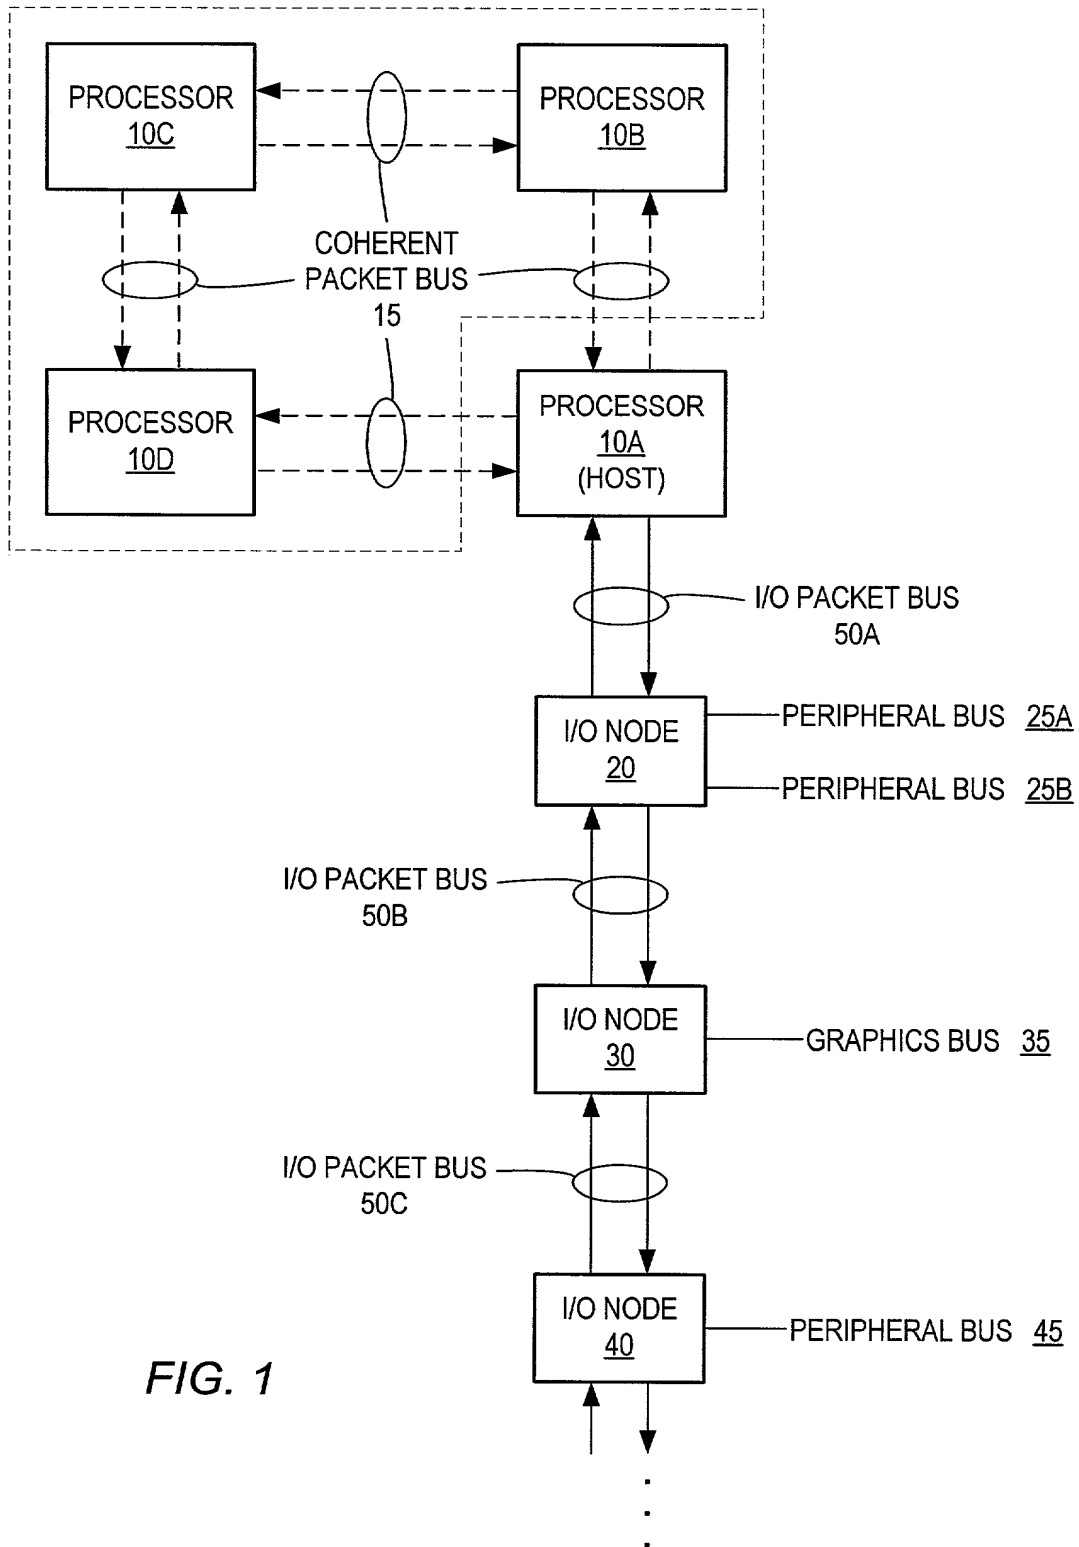 PROCESSOR
10C
PROCESSOR
10B
COHERENT
PACKET BUS
15
PROCESSOR
10D
PROCESSOR
10A
(HOST)
I/O PACKET BUS
50A
I/O NODE
20
PERIPHERAL BUS 25A
PERIPHERAL BUS 25B
I/O PACKET BUS
50B
I/O NODE
30
GRAPHICS BUS 35
I/O PACKET BUS
50C
I/O NODE
40
PERIPHERAL BUS 45
FIG. 1